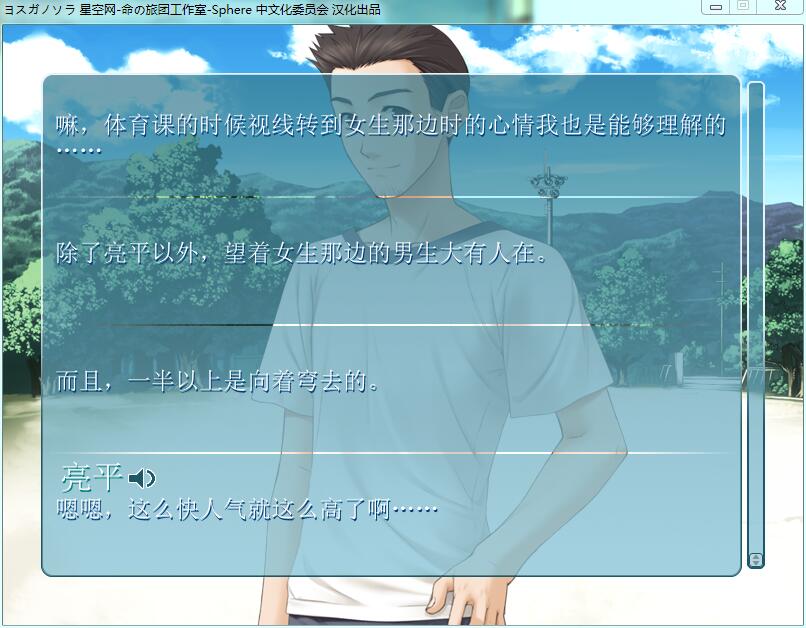 ヨスガノソラ 星空网-命の旅团工作室-Sphere 中文化委员会 汉化出品
嘛，体育课的时候视线转到女生那边时的心情我也是能够理解的
……
除了亮平以外，望着女生那边的男生大有人在。
而且，一半以上是向着穹去的。
亮平
嗯嗯，这么快人气就这么高了啊……